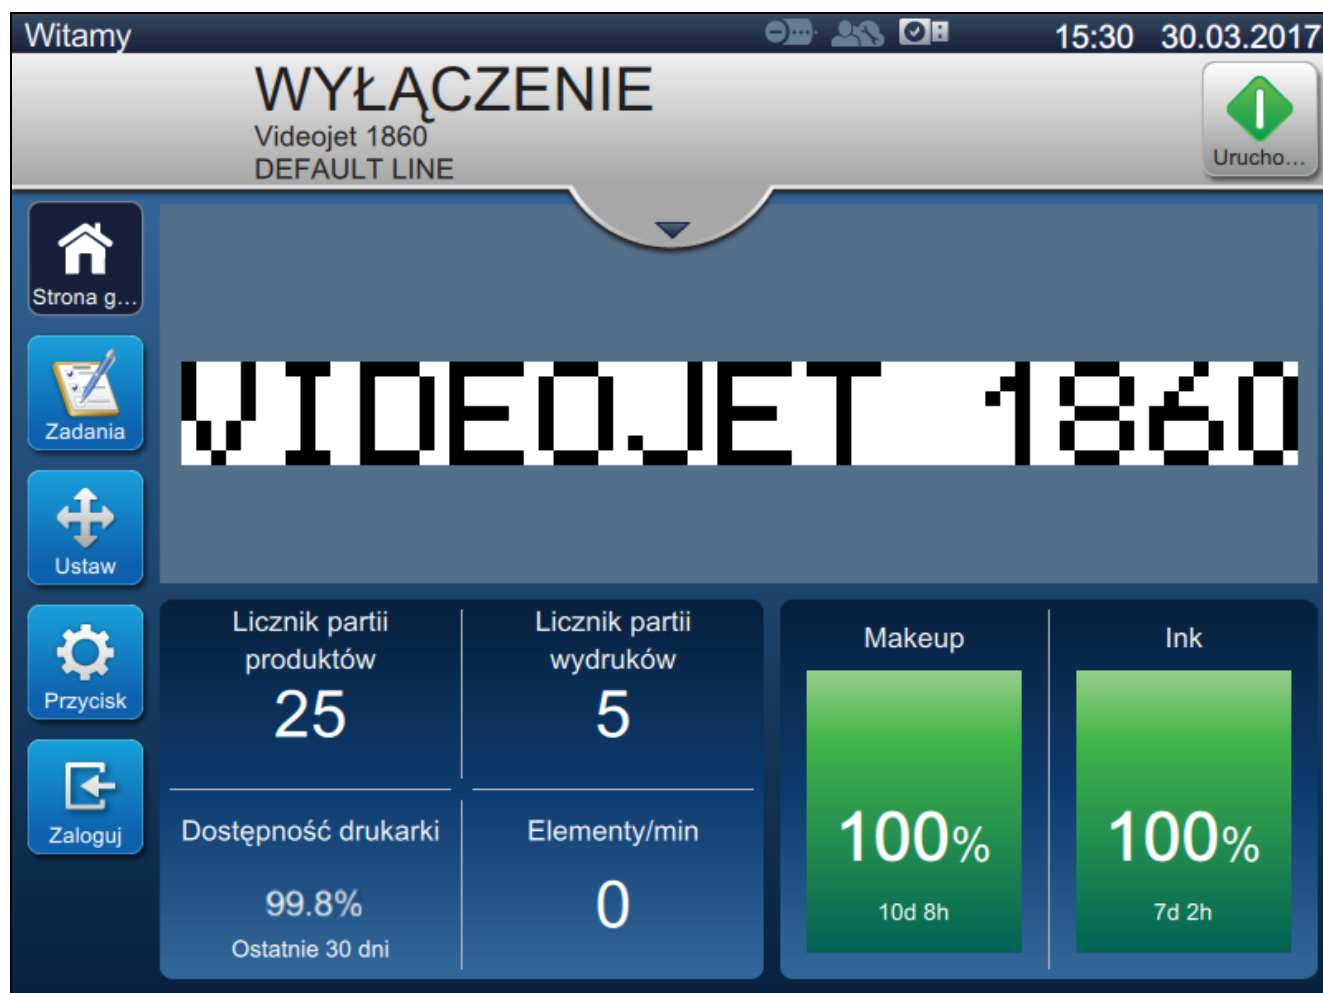 Witamy 15:30 30.03.2017
WYŁĄCZENIE
Videojet 1860
DEFAULT LINE
Urucho...
Strona g...
Zadania
Ustaw
Przycisk
Zaloguj
VIDEOJET 1860
Licznik partii
produktów
25
Licznik partii
wydruków
5
Dostępność drukarki
99.8%
Ostatnie 30 dni
Elementy/min
0
Makeup
100%
10d 8h
Ink
100%
7d 2h